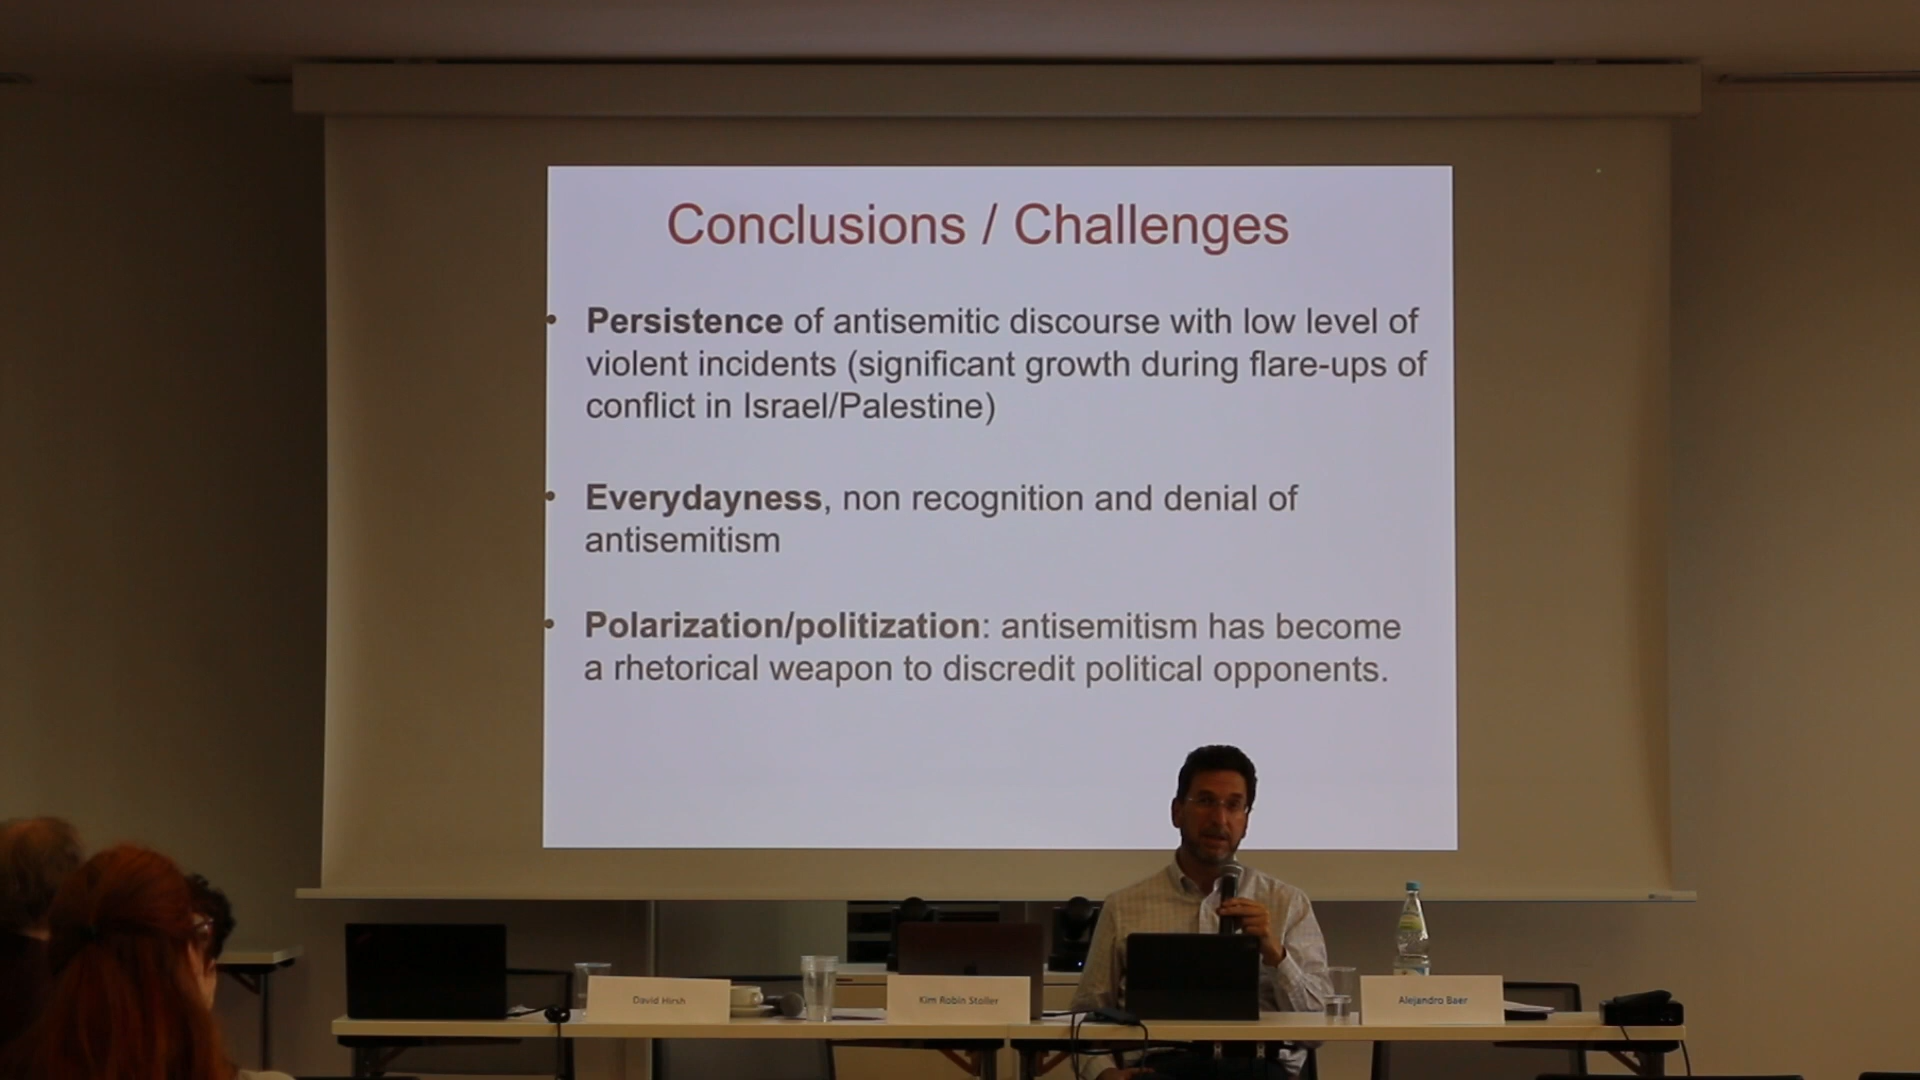 Conclusions / Challenges
• Persistence of antisemitic discourse with low level of
violent incidents (significant growth during flare-ups of
conflict in Israel/Palestine)
• Everydayness, non recognition and denial of
antisemitism
• Polarization/politization: antisemitism has become
a rhetorical weapon to discredit political opponents.
David Hirsh
Kim Robin Stoller
Alejandro Baer